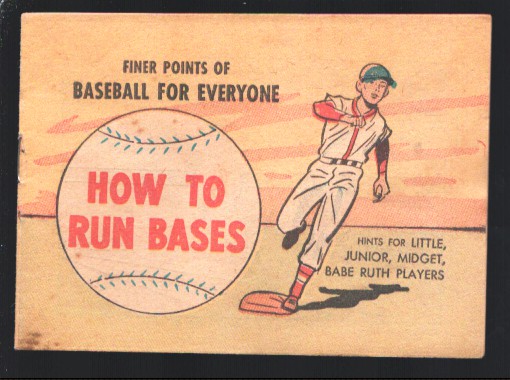 FINER POINTS OF
BASEBALL FOR EVERYONE
HOW TO
RUN BASES
HINTS FOR LITTLE,
JUNIOR, MIDGET,
BABE RUTH PLAYERS